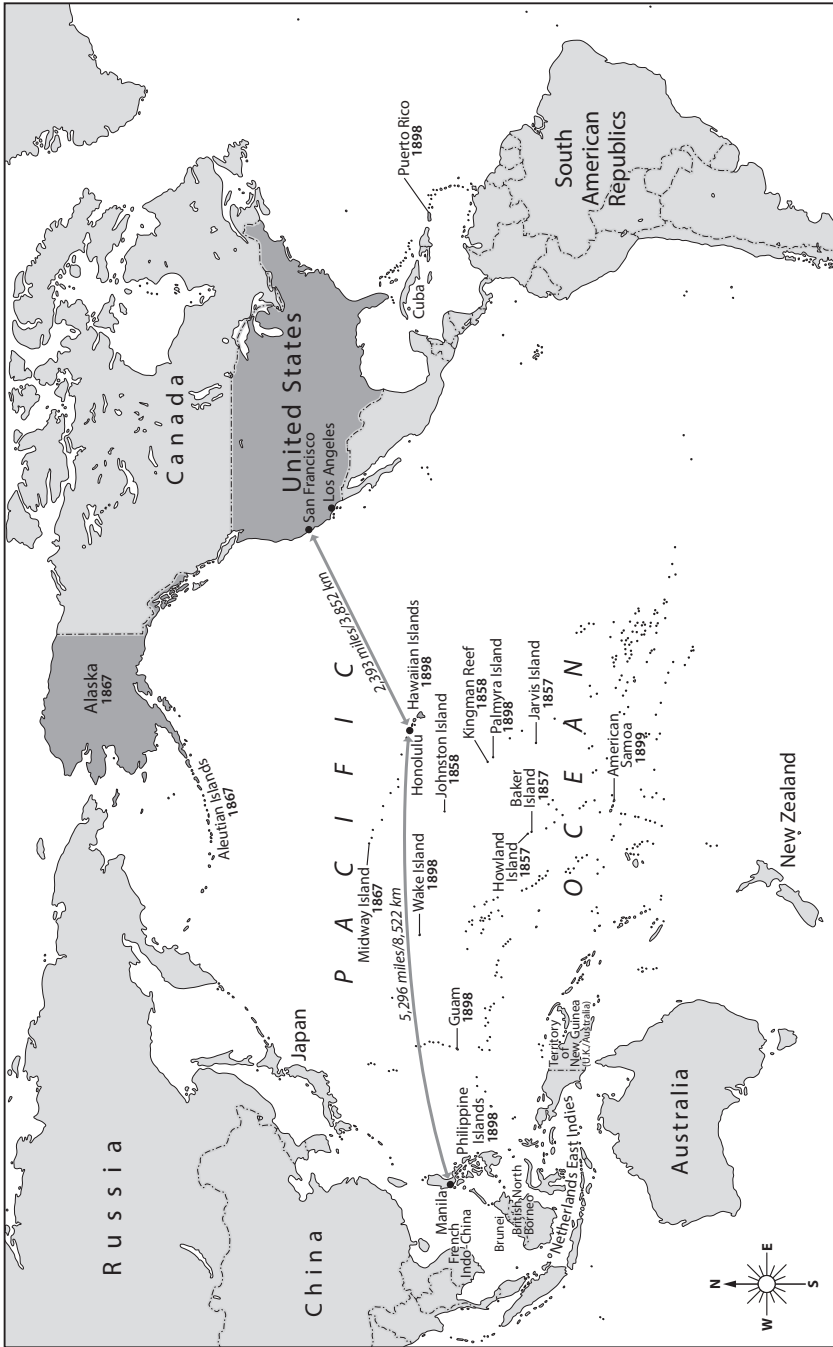 Russia
China
Japan
Alaska
1867
Aleutian Islands
1867
Canada
United States
San Francisco
Los Angeles
2,393 miles/3,852 km
5,296 miles/8,522 km
PACIFIC
OCEAN
Midway Island
1867
Wake Island
1898
Honolulu
Hawaiian Islands
1898
Johnston Island
1858
Kingman Reef
1858
Palmyra Island
1898
Jarvis Island
1857
Baker
Island
1857
Howland
Island
1857
American
Samoa
1899
Guam
1898
Philippine
Islands
1898
Manila
French
Indo-China
Brunei
British North
Borneo
Netherlands East Indies
Territory
of
New Guinea
(U.K./Australia)
Australia
New Zealand
Cuba
Puerto Rico
1898
South
American
Republics
N
E
S
W